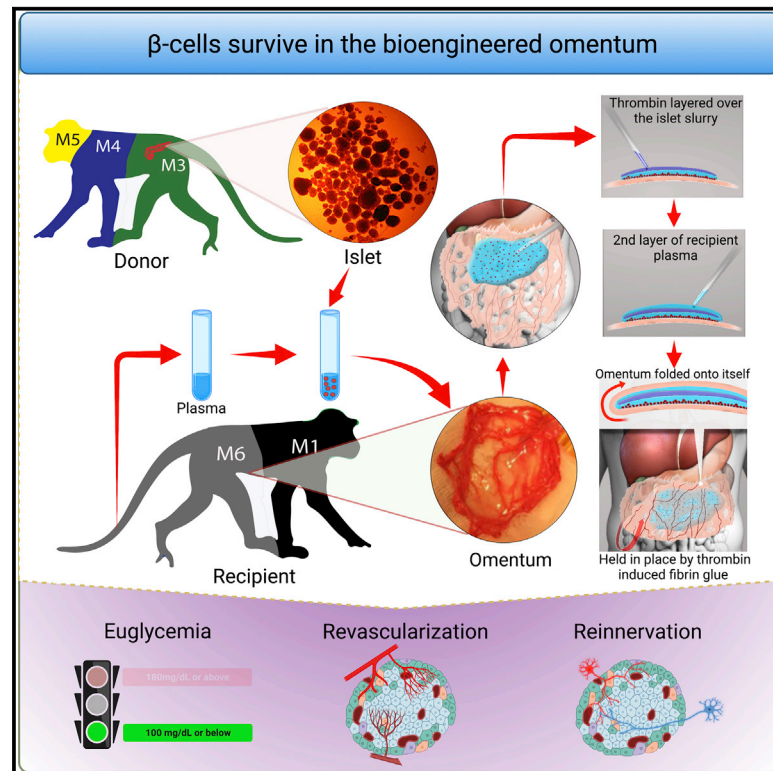 β-cells survive in the bioengineered omentum
M5
M4
M3
Donor
Islet
Plasma
M6
M1
Recipient
Omentum
Thrombin layered over
the islet slurry
2nd layer of recipient
plasma
Omentum folded onto itself
Held in place by thrombin
induced fibrin glue
Euglycemia
180mg/dL or above
100 mg/dL or below
Revascularization
Reinnervation